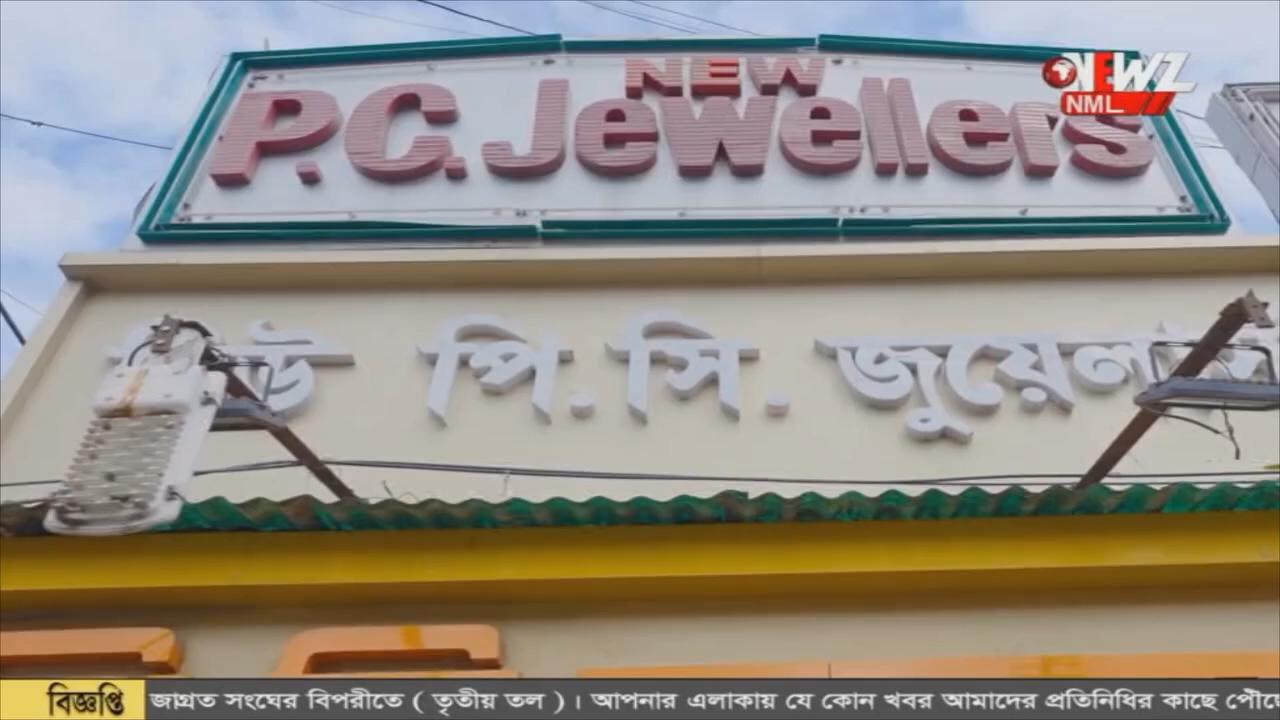 NEW
P.C. Jewellers
NEWZ
NML
উ পি.সি. জুয়েল
বিজ্ঞপ্তি
জাগ্রত সংঘের বিপরীতে ( তৃতীয় তল ) । আপনার এলাকায় যে কোন খবর আমাদের প্রতিনিধির কাছে